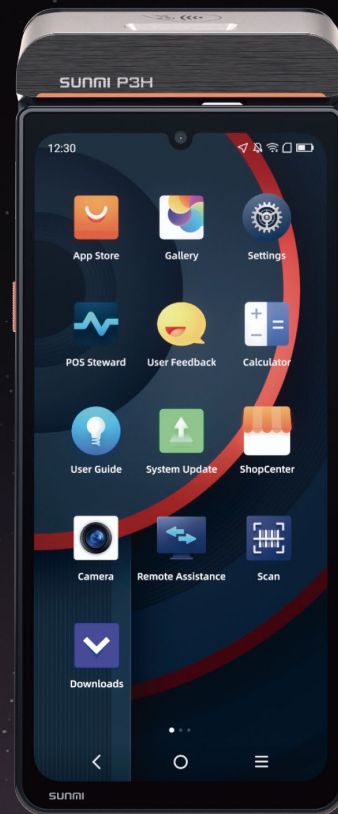 SUNMI P3H
12:30
App Store
Gallery
Settings
POS Steward
User Feedback
Calculator
User Guide
System Update
ShopCenter
Camera
Remote Assistance
Scan
Downloads
SUNMI